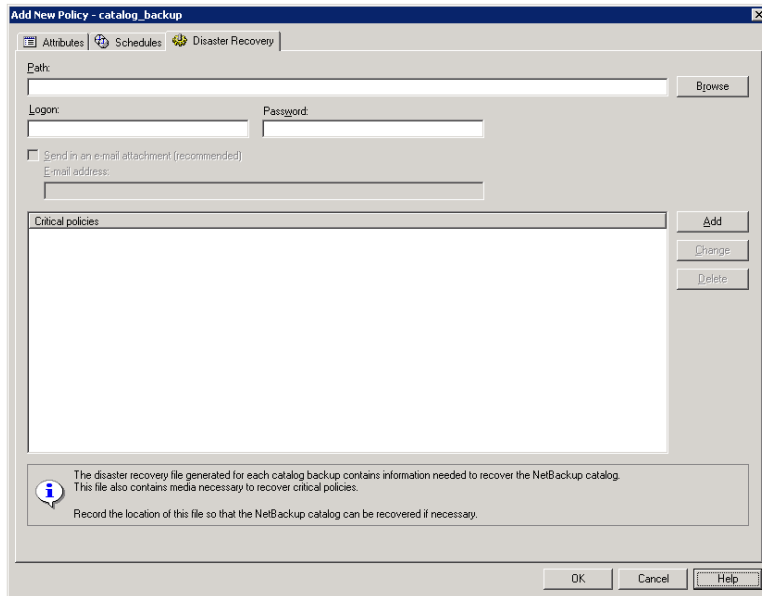 Add New Policy - catalog_backup
Attributes Schedules Disaster Recovery
Path:
Browse
Logon: Password:
Send in an e-mail attachment (recommended)
E-mail address:
Critical policies
Add
Change
Delete
The disaster recovery file generated for each catalog backup contains information needed to recover the NetBackup catalog.
This file also contains media necessary to recover critical policies.
Record the location of this file so that the NetBackup catalog can be recovered if necessary.
OK Cancel Help